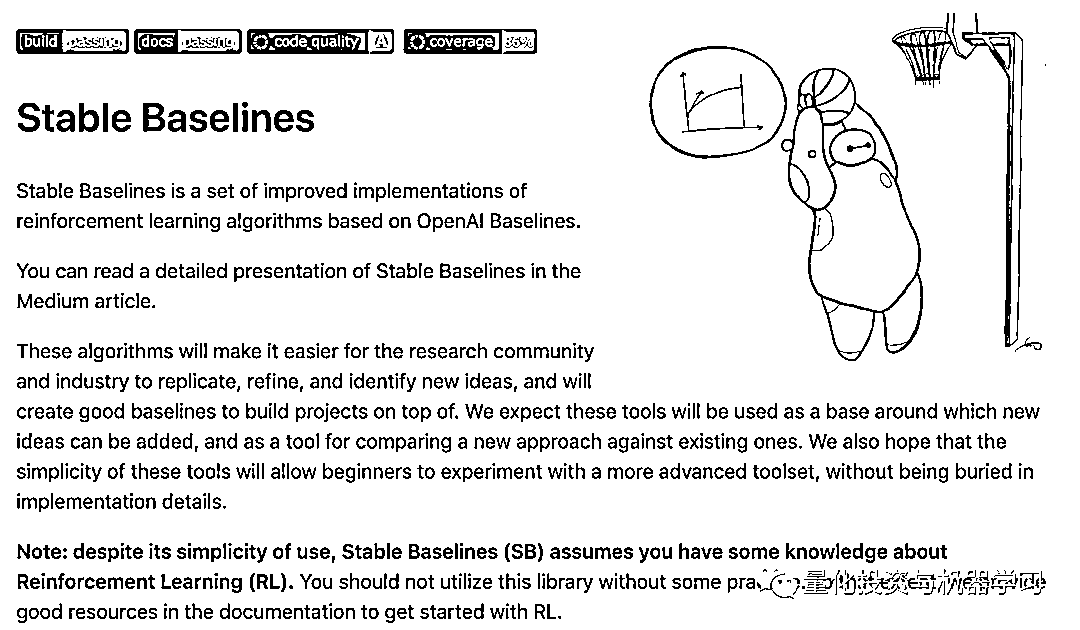 build passing docs passing code quality A coverage
Stable Baselines
Stable Baselines is a set of improved implementations of
reinforcement learning algorithms based on OpenAI Baselines.
You can read a detailed presentation of Stable Baselines in the
Medium article.
These algorithms will make it easier for the research community
and industry to replicate, refine, and identify new ideas, and will
create good baselines to build projects on top of. We expect these tools will be used as a base around which new
ideas can be added, and as a tool for comparing a new approach against existing ones. We also hope that the
simplicity of these tools will allow beginners to experiment with a more advanced toolset, without being buried in
implementation details.
Note: despite its simplicity of use, Stable Baselines (SB) assumes you have some knowledge about
Reinforcement Learning (RL). You should not utilize this library without some 量化投资与机器学习
good resources in the documentation to get started with RL.